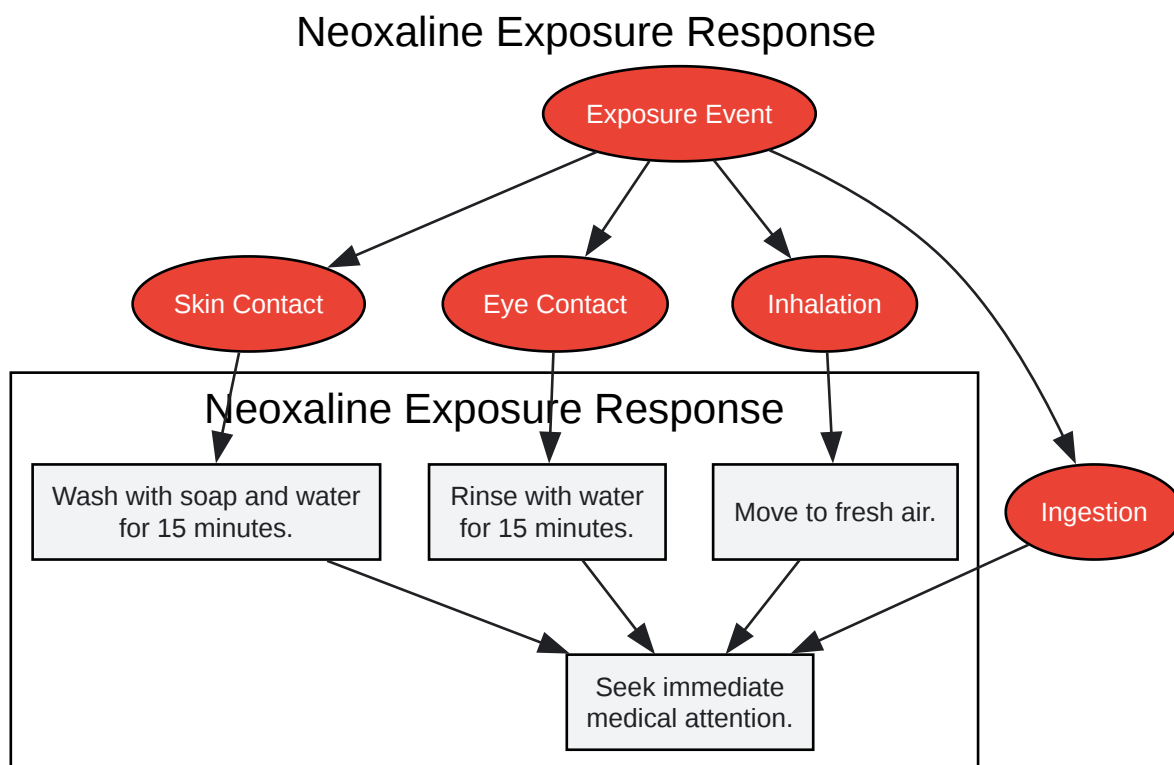 Neoxaline Exposure Response
Exposure Event
Skin Contact
Eye Contact
Inhalation
Neoxaline Exposure Response
Wash with soap and water
for 15 minutes.
Rinse with water
for 15 minutes.
Move to fresh air.
Ingestion
Seek immediate
medical attention.